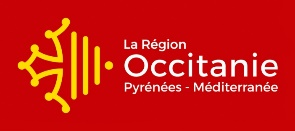 La Région
Occitanie
Pyrénées - Méditerranée